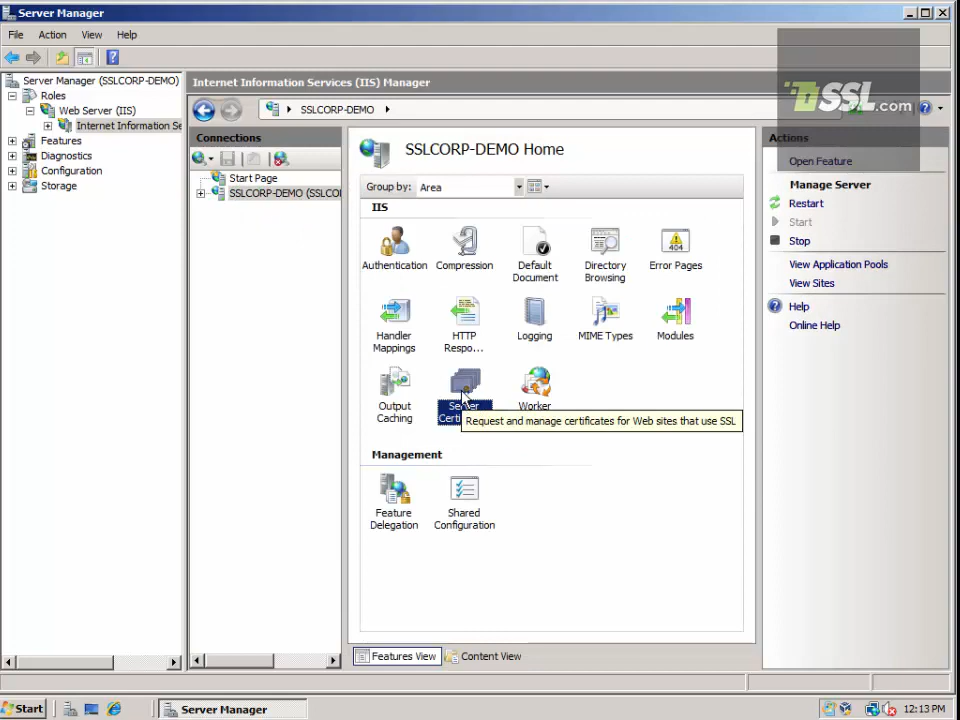 Server Manager
File Action View Help
Server Manager (SSLCORP-DEMO)
Roles
Web Server (IIS)
Internet Information Se
Features
Diagnostics
Configuration
Storage
Internet Information Services (IIS) Manager
SSLCORP-DEMO
SSL.com
Connections
Start Page
SSLCORP-DEMO (SSLCO
SSLCORP-DEMO Home
Group by: Area
IIS
Authentication Compression Default Document Directory Browsing Error Pages
Handler Mappings HTTP Respo... Logging MIME Types Modules
Output Caching Server Worker
Request and manage certificates for Web sites that use SSL
Management
Feature Delegation Shared Configuration
Features View Content View
Actions
Open Feature
Manage Server
Restart
Start
Stop
View Application Pools
View Sites
Help
Online Help
Start Server Manager 12:13 PM